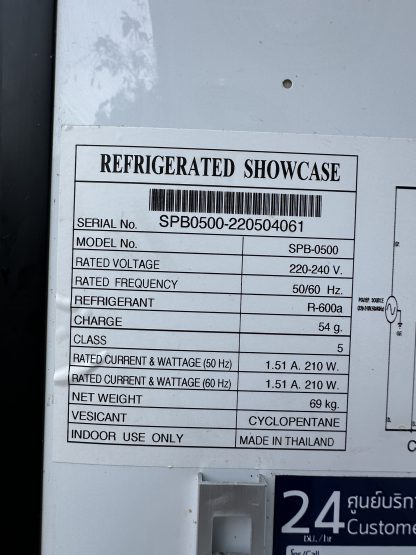 REFRIGERATED SHOWCASE
SERIAL No. SPB0500-220504061
MODEL No. SPB-0500
RATED VOLTAGE 220-240 V.
RATED FREQUENCY 50/60 Hz.
REFRIGERANT R-600a
CHARGE 54 g.
CLASS 5
RATED CURRENT & WATTAGE (50 Hz) 1.51 A. 210 W.
RATED CURRENT & WATTAGE (60 Hz) 1.51 A. 210 W.
NET WEIGHT 69 kg.
VESICANT CYCLOPENTANE
INDOOR USE ONLY MADE IN THAILAND
POWER SOURCE
24 ศูนย์บริกา
Custome